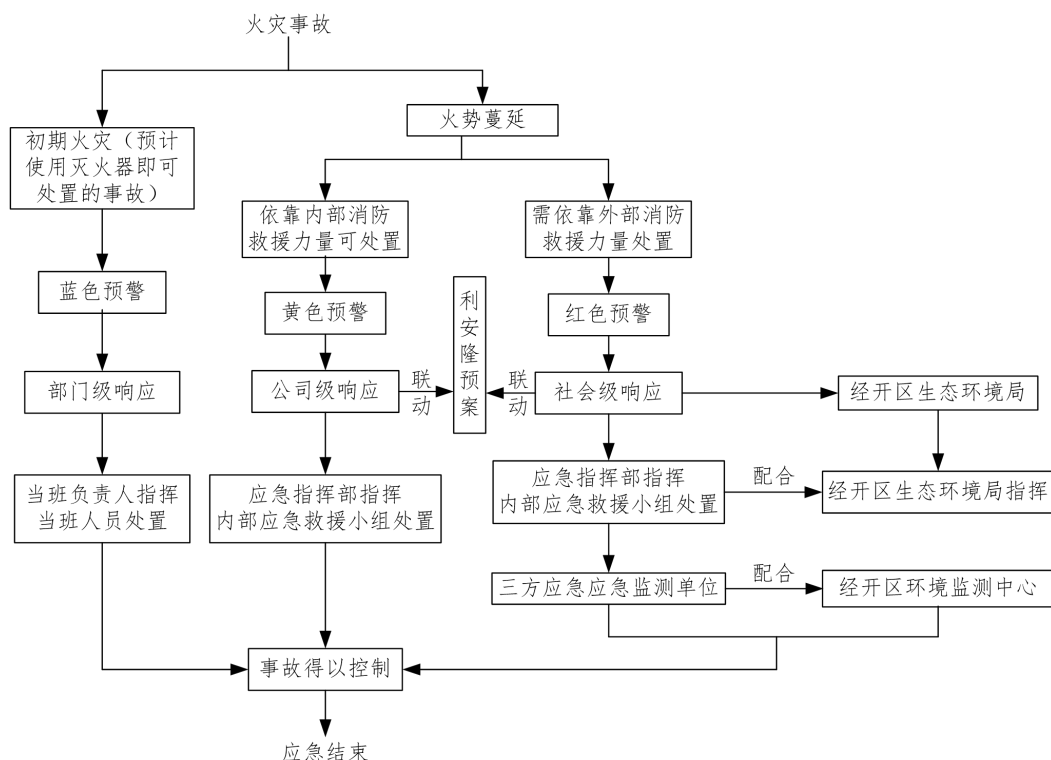 火灾事故
火势蔓延
初期火灾（预计
使用灭火器即可
处置的事故）
依靠内部消防
救援力量可处置
需依靠外部消防
救援力量处置
蓝色预警
黄色预警
利安隆预案
红色预警
部门级响应
公司级响应
联动
联动
社会级响应
经开区生态环境局
当班负责人指挥
当班人员处置
应急指挥部指挥
内部应急救援小组处置
应急指挥部指挥
内部应急救援小组处置
配合
经开区生态环境局指挥
三方应急应急监测单位
配合
经开区环境监测中心
事故得以控制
应急结束